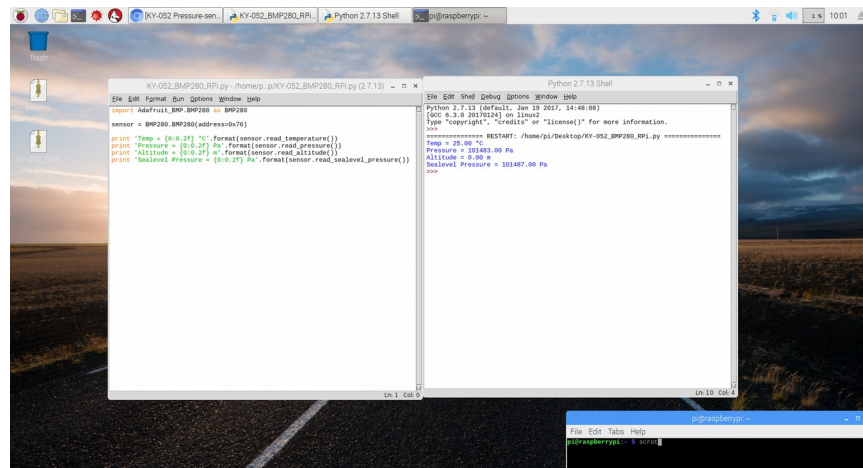 [KY-052 Pressure-sen...
KY-052_BMP280_RPi...
Python 2.7.13 Shell
pi@raspberrypi: ~
1 %
10:01
Trash
KY-052_BMP280_RPi.py - /home/p...p/KY-052_BMP280_RPi.py (2.7.13)
File Edit Format Run Options Window Help
import Adafruit_BMP.BMP280 as BMP280
sensor = BMP280.BMP280(address=0x76)
print 'Temp = {0:0.2f} *C'.format(sensor.read_temperature())
print 'Pressure = {0:0.2f} Pa'.format(sensor.read_pressure())
print 'Altitude = {0:0.2f} m'.format(sensor.read_altitude())
print 'Sealevel Pressure = {0:0.2f} Pa'.format(sensor.read_sealevel_pressure())
Ln: 1 Col: 0
Python 2.7.13 Shell
File Edit Shell Debug Options Window Help
Python 2.7.13 (default, Jan 19 2017, 14:48:08)
[GCC 6.3.0 20170124] on linux2
Type "copyright", "credits" or "license()" for more information.
>>>
=============== RESTART: /home/pi/Desktop/KY-052_BMP280_RPi.py ===============
Temp = 25.00 *C
Pressure = 101483.00 Pa
Altitude = 0.00 m
Sealevel Pressure = 101487.00 Pa
>>>
Ln: 10 Col: 4
pi@raspberrypi: ~
File Edit Tabs Help
pi@raspberrypi:~ $ scrot